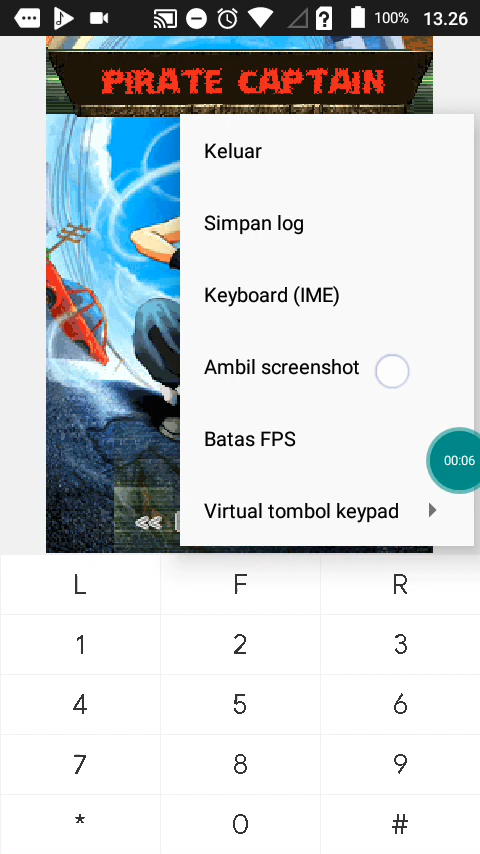 100% 13.26
PIRATE CAPTAIN
Keluar
Simpan log
Keyboard (IME)
Ambil screenshot
Batas FPS
00:06
Virtual tombol keypad
L F R
1 2 3
4 5 6
7 8 9
* 0 #